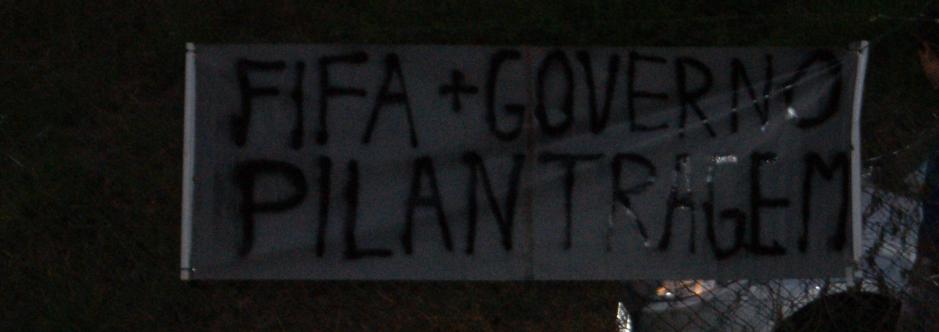 FIFA + GOVERNO
PILANTRAGEM